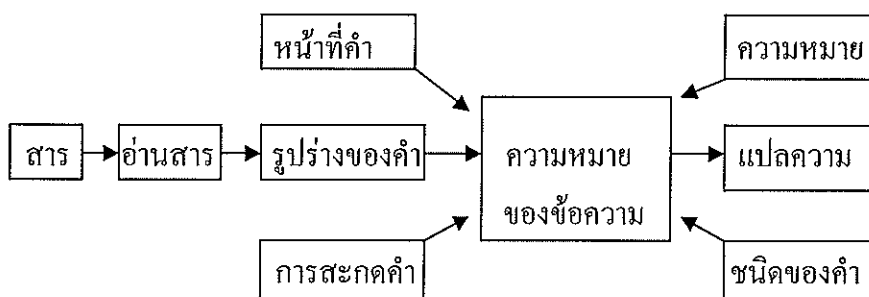 หน้าที่คำ
ความหมาย
สาร
อ่านสาร
รูปร่างของคำ
ความหมาย
ของข้อความ
แปลความ
การสะกดคำ
ชนิดของคำ